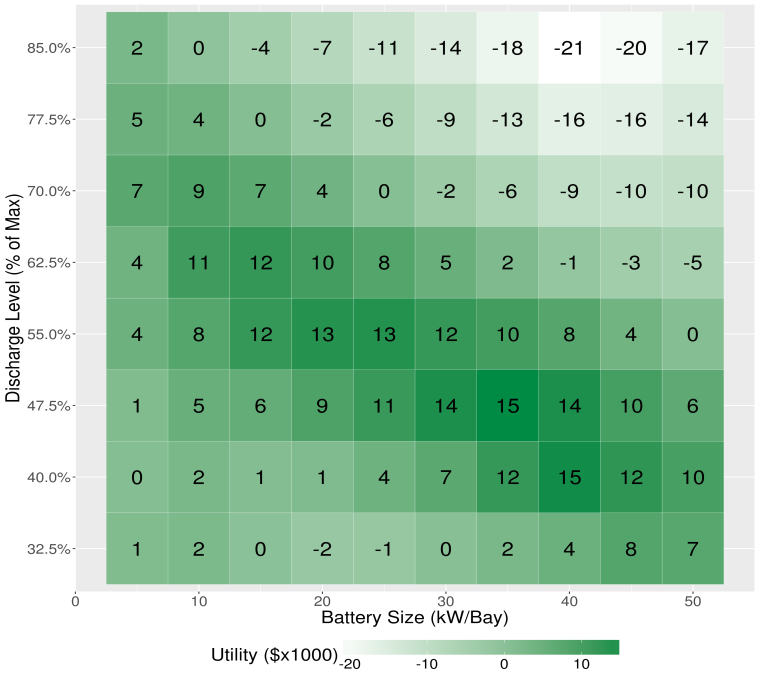 Discharge Level (% of Max)
85.0% 2 0 -4 -7 -11 -14 -18 -21 -20 -17
77.5% 5 4 0 -2 -6 -9 -13 -16 -16 -14
70.0% 7 9 7 4 0 -2 -6 -9 -10 -10
62.5% 4 11 12 10 8 5 2 -1 -3 -5
55.0% 4 8 12 13 13 12 10 8 4 0
47.5% 1 5 6 9 11 14 15 14 10 6
40.0% 0 2 1 1 4 7 12 15 12 10
32.5% 1 2 0 -2 -1 0 2 4 8 7
0 10 20 30 40 50
Battery Size (kW/Bay)
Utility ($x1000)
-20 -10 0 10